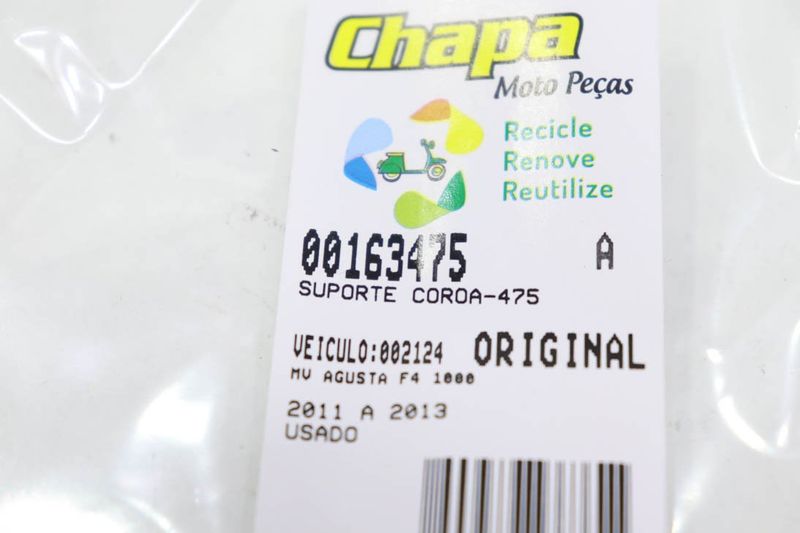 Chapa
Moto Peças
Recicle
Renove
Reutilize
00163475 A
SUPORTE COROA-475
VEICULO:002124 ORIGINAL
MV AGUSTA F4 1000
2011 A 2013
USADO